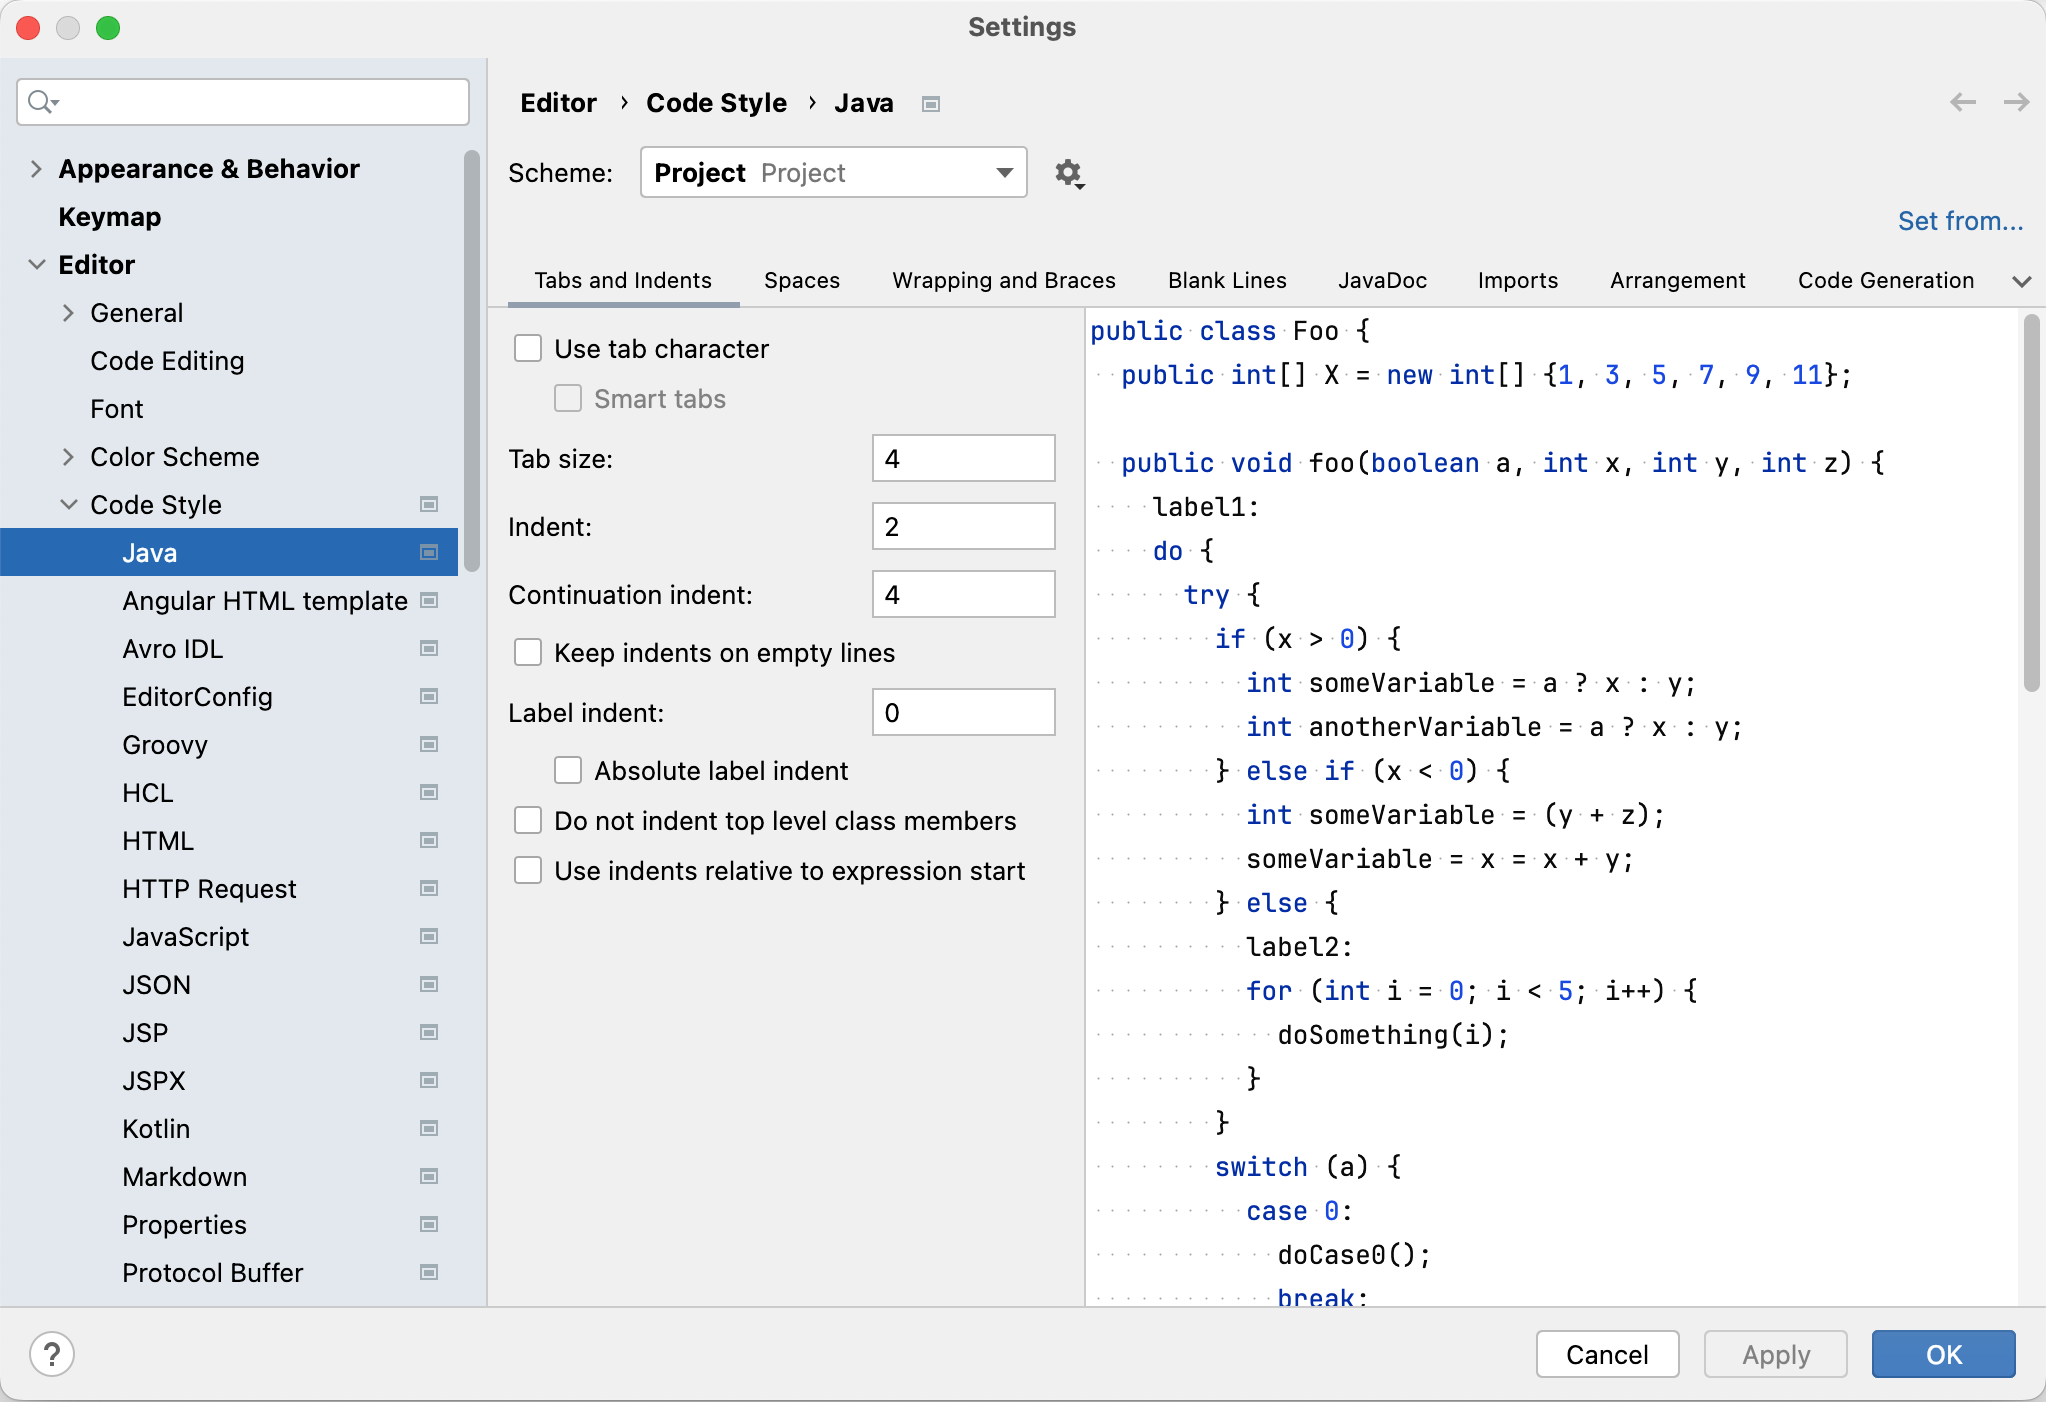 Settings
Appearance & Behavior
Keymap
Editor
General
Code Editing
Font
Color Scheme
Code Style
Java
Angular HTML template
Avro IDL
EditorConfig
Groovy
HCL
HTML
HTTP Request
JavaScript
JSON
JSP
JSPX
Kotlin
Markdown
Properties
Protocol Buffer
Editor › Code Style › Java
Scheme: Project Project
Set from...
Tabs and Indents Spaces Wrapping and Braces Blank Lines JavaDoc Imports Arrangement Code Generation
Use tab character
Smart tabs
Tab size: 4
Indent: 2
Continuation indent: 4
Keep indents on empty lines
Label indent: 0
Absolute label indent
Do not indent top level class members
Use indents relative to expression start
public class Foo {
  public int[] X = new int[] {1, 3, 5, 7, 9, 11};
  public void foo(boolean a, int x, int y, int z) {
    label1:
    do {
      try {
        if (x > 0) {
          int someVariable = a ? x : y;
          int anotherVariable = a ? x : y;
        } else if (x < 0) {
          int someVariable = (y + z);
          someVariable = x = x + y;
        } else {
          label2:
          for (int i = 0; i < 5; i++) {
            doSomething(i);
          }
        }
        switch (a) {
          case 0:
            doCase0();
            break;
?
Cancel Apply OK